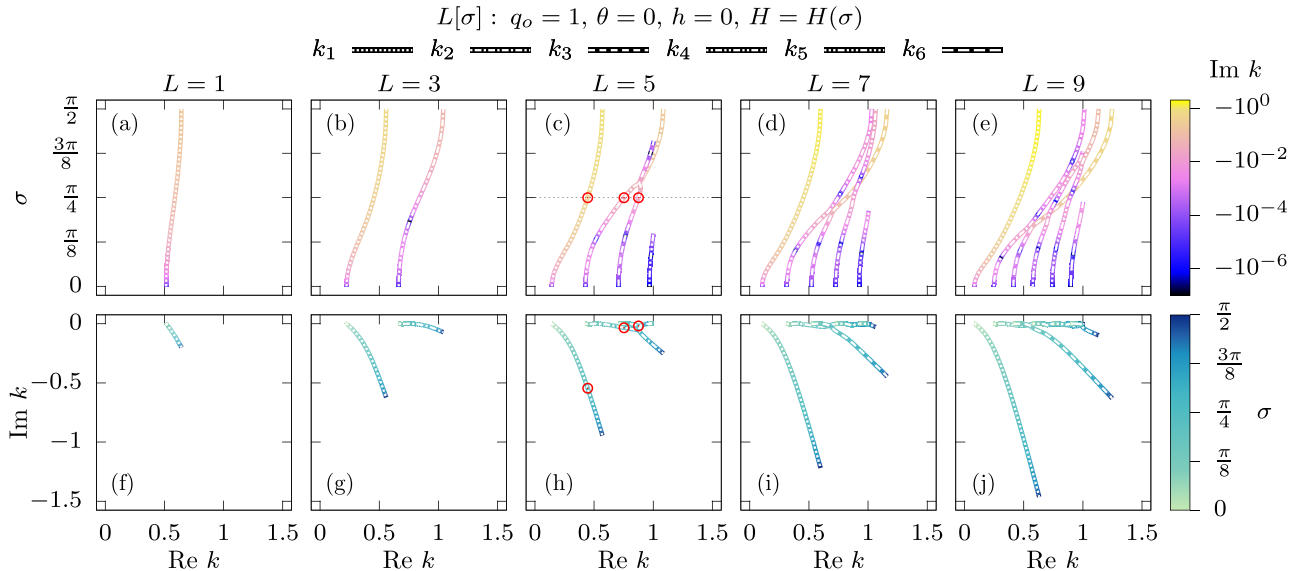 L[σ] : q_o = 1, θ = 0, h = 0, H = H(σ)
k_1 k_2 k_3 k_4 k_5 k_6
L = 1 L = 3 L = 5 L = 7 L = 9 Im k
(a) (b) (c) (d) (e)
σ
π/2
3π/8
π/4
π/8
0
−10^0
−10^−2
−10^−4
−10^−6
Im k
0
−0.5
−1
−1.5
(f) (g) (h) (i) (j)
π/2
3π/8
π/4
π/8
0
σ
0 0.5 1 1.5 0 0.5 1 1.5 0 0.5 1 1.5 0 0.5 1 1.5 0 0.5 1 1.5
Re k Re k Re k Re k Re k